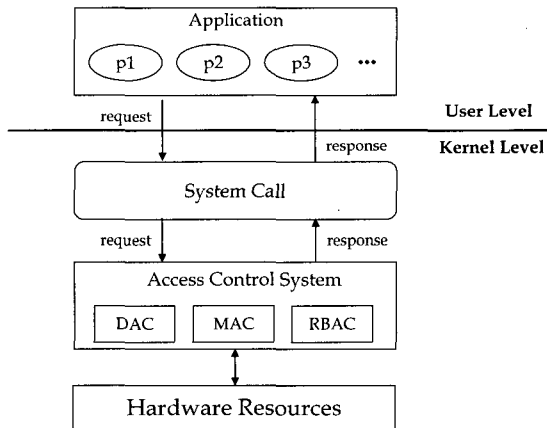 Application
p1 p2 p3 •••
request
User Level
Kernel Level
response
System Call
request response
Access Control System
DAC MAC RBAC
Hardware Resources